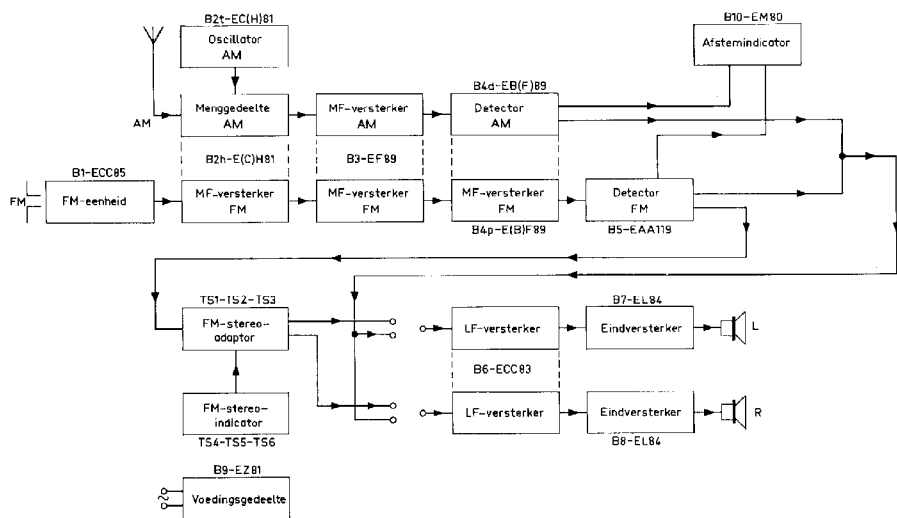 B2t-EC(H)81
B10-EM80
Oscillator
AM
Afstemindicator
B4d-EB(F)89
AM
Menggedeelte
AM
MF-versterker
AM
Detector
AM
B1-ECC85
B2h-E(C)H81
B3-EF89
FM
FM-eenheid
MF-versterker
FM
MF-versterker
FM
MF-versterker
FM
Detector
FM
B4p-E(B)F89
B5-EAA119
TS1-TS2-TS3
B7-EL84
FM-stereo-
adaptor
LF-versterker
Eindversterker
L
B6-ECC83
FM-stereo-
indicator
LF-versterker
Eindversterker
R
TS4-TS5-TS6
B8-EL84
B9-EZ81
Voedingsgedeelte